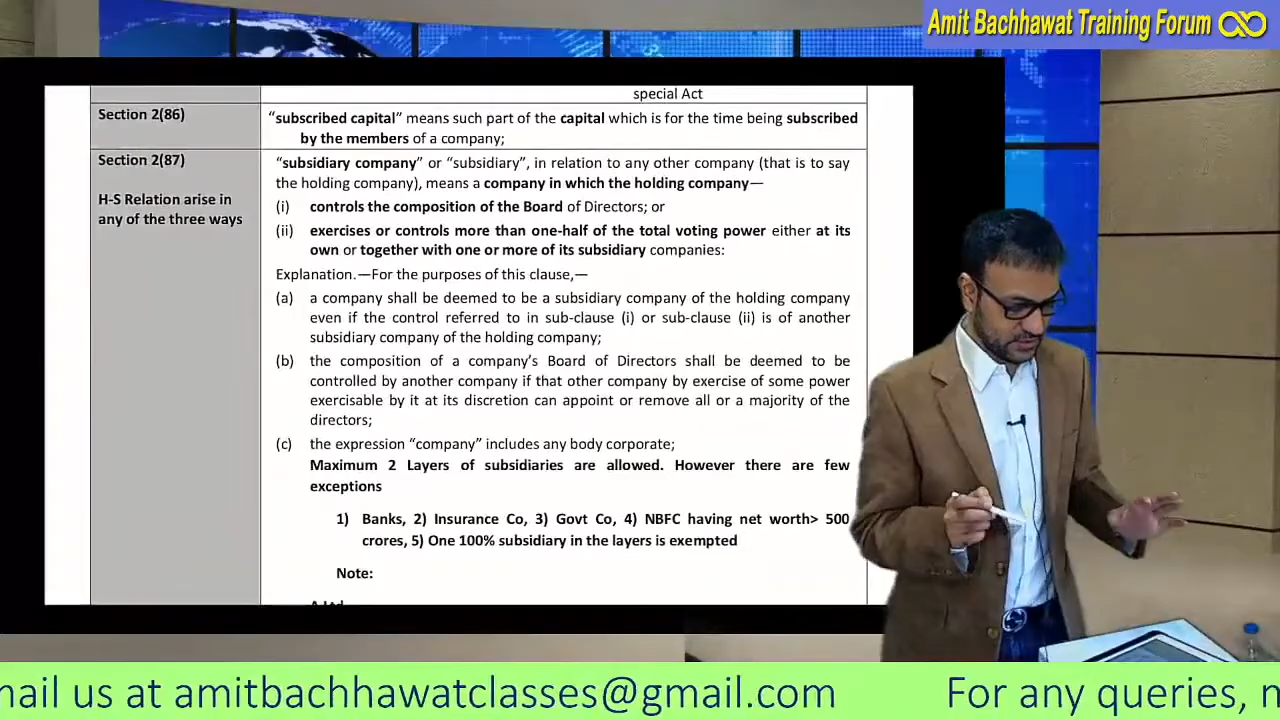 Amit Bachhawat Training Forum
special Act
Section 2(86)
“subscribed capital” means such part of the capital which is for the time being subscribed
by the members of a company;
Section 2(87)
H-S Relation arise in
any of the three ways
“subsidiary company” or “subsidiary”, in relation to any other company (that is to say
the holding company), means a company in which the holding company—
(i) controls the composition of the Board of Directors; or
(ii) exercises or controls more than one-half of the total voting power either at its
own or together with one or more of its subsidiary companies:
Explanation.—For the purposes of this clause,—
(a) a company shall be deemed to be a subsidiary company of the holding company
even if the control referred to in sub-clause (i) or sub-clause (ii) is of another
subsidiary company of the holding company;
(b) the composition of a company’s Board of Directors shall be deemed to be
controlled by another company if that other company by exercise of some power
exercisable by it at its discretion can appoint or remove all or a majority of the
directors;
(c) the expression “company” includes any body corporate;
Maximum 2 Layers of subsidiaries are allowed. However there are few
exceptions
1) Banks, 2) Insurance Co, 3) Govt Co, 4) NBFC having net worth> 500
crores, 5) One 100% subsidiary in the layers is exempted
Note:
A Ltd
us at amitbachhawatclasses@gmail.com For any queries,